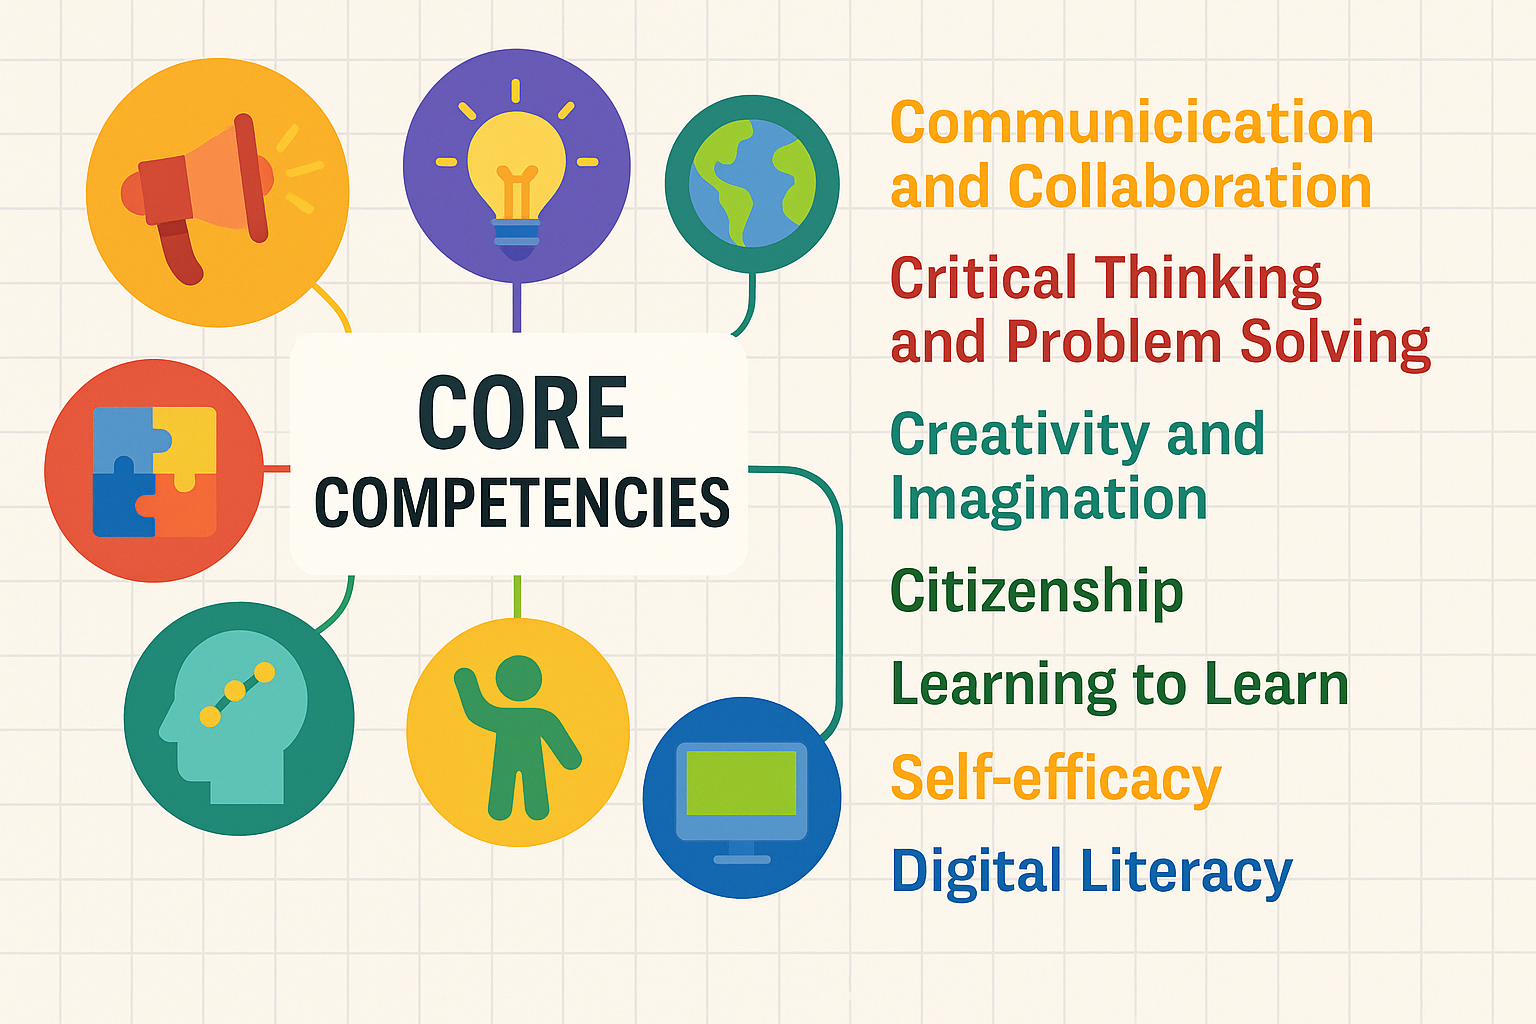 CORE
COMPETENCIES
Communicication
and Collaboration
Critical Thinking
and Problem Solving
Creativity and
Imagination
Citizenship
Learning to Learn
Self-efficacy
Digital Literacy